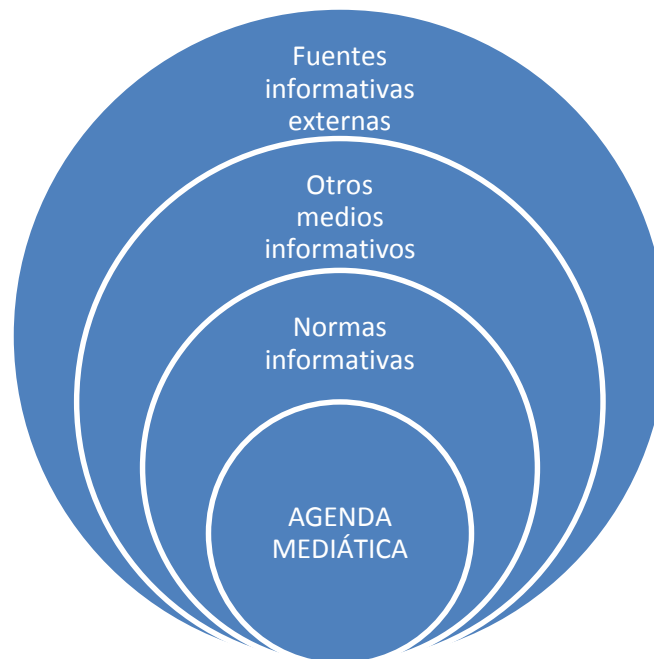 Fuentes
informativas
externas
Otros
medios
informativos
Normas
informativas
AGENDA
MEDIÁTICA